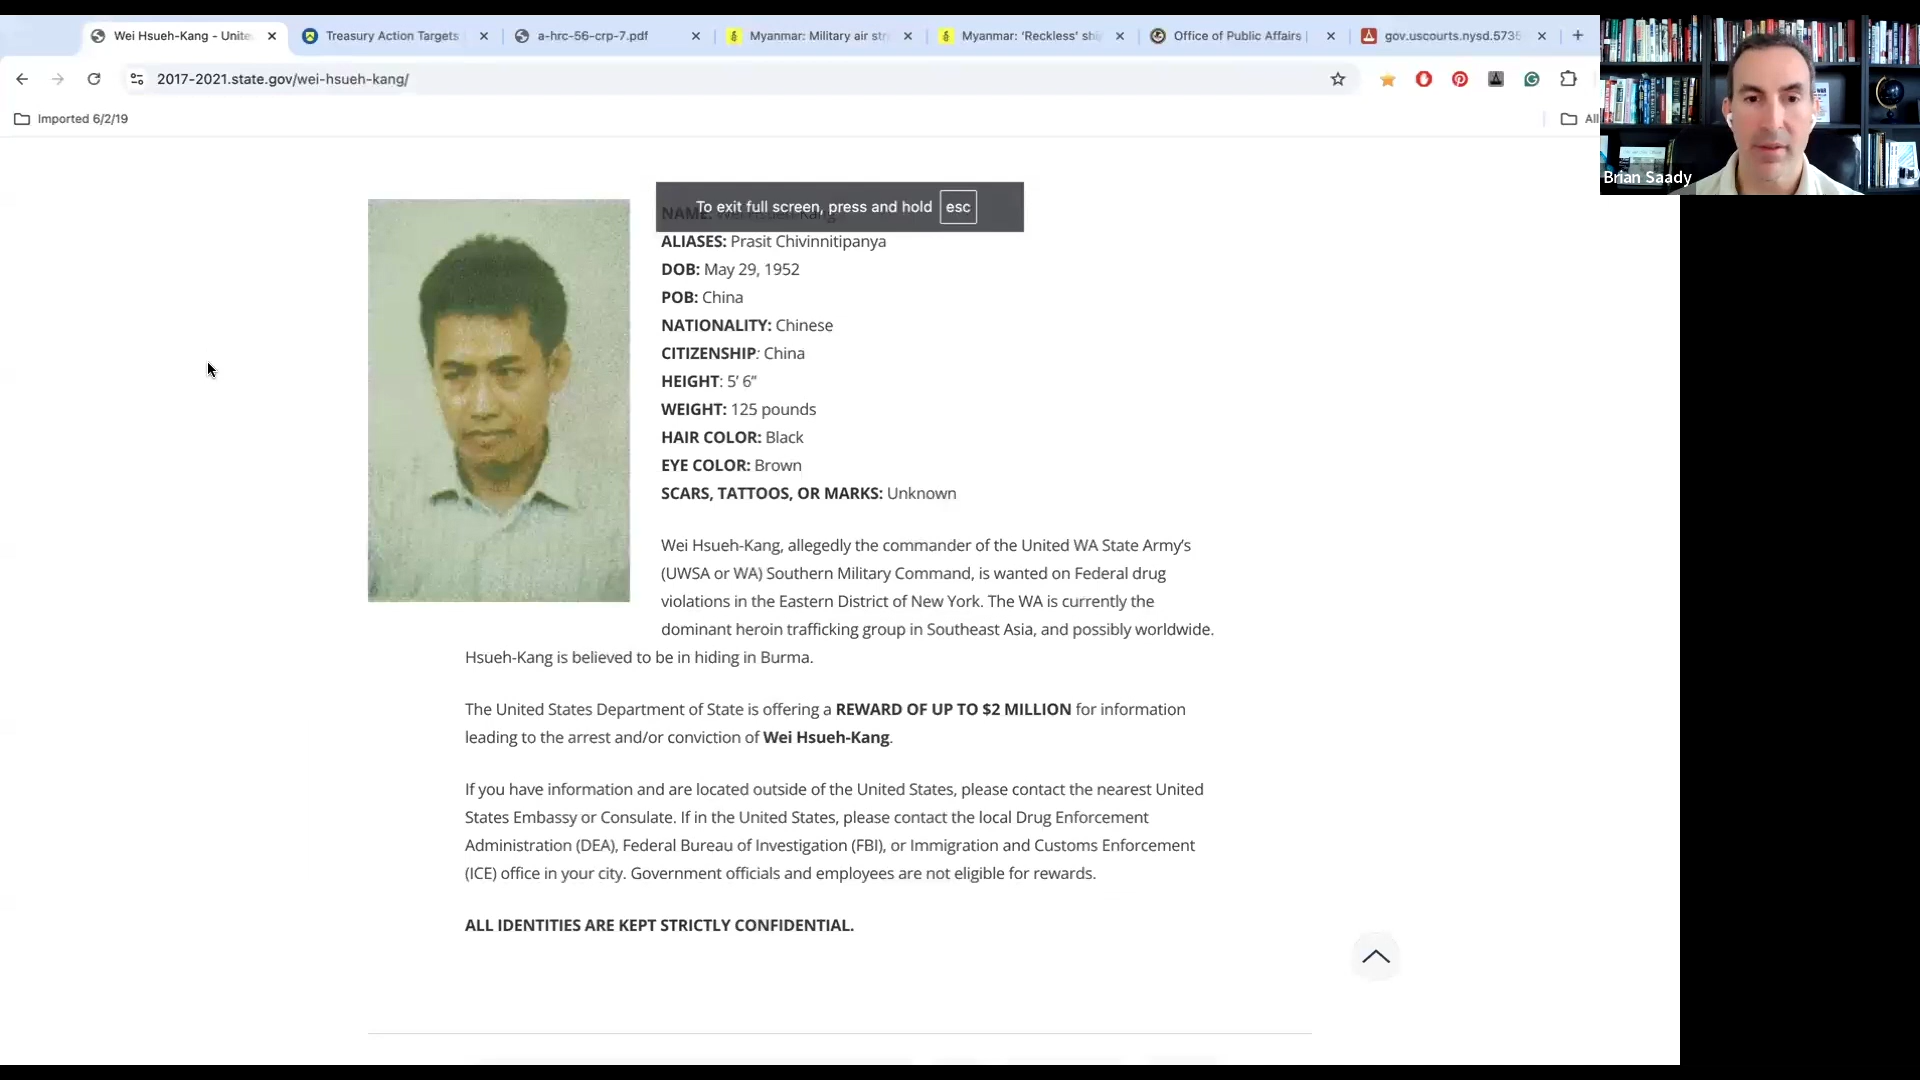 Wei Hsueh-Kang - Unite
Treasury Action Targets
a-hrc-56-crp-7.pdf
Myanmar: Military air str
Myanmar: 'Reckless' shi
Office of Public Affairs |
gov.uscourts.nysd.5735
2017-2021.state.gov/wei-hsueh-kang/
Imported 6/2/19
All
Brian Saady
To exit full screen, press and hold esc
NAME: Wei Hsueh-Kang
ALIASES: Prasit Chivinnitipanya
DOB: May 29, 1952
POB: China
NATIONALITY: Chinese
CITIZENSHIP: China
HEIGHT: 5’ 6”
WEIGHT: 125 pounds
HAIR COLOR: Black
EYE COLOR: Brown
SCARS, TATTOOS, OR MARKS: Unknown
Wei Hsueh-Kang, allegedly the commander of the United WA State Army’s
(UWSA or WA) Southern Military Command, is wanted on Federal drug
violations in the Eastern District of New York. The WA is currently the
dominant heroin trafficking group in Southeast Asia, and possibly worldwide.
Hsueh-Kang is believed to be in hiding in Burma.
The United States Department of State is offering a REWARD OF UP TO $2 MILLION for information
leading to the arrest and/or conviction of Wei Hsueh-Kang.
If you have information and are located outside of the United States, please contact the nearest United
States Embassy or Consulate. If in the United States, please contact the local Drug Enforcement
Administration (DEA), Federal Bureau of Investigation (FBI), or Immigration and Customs Enforcement
(ICE) office in your city. Government officials and employees are not eligible for rewards.
ALL IDENTITIES ARE KEPT STRICTLY CONFIDENTIAL.